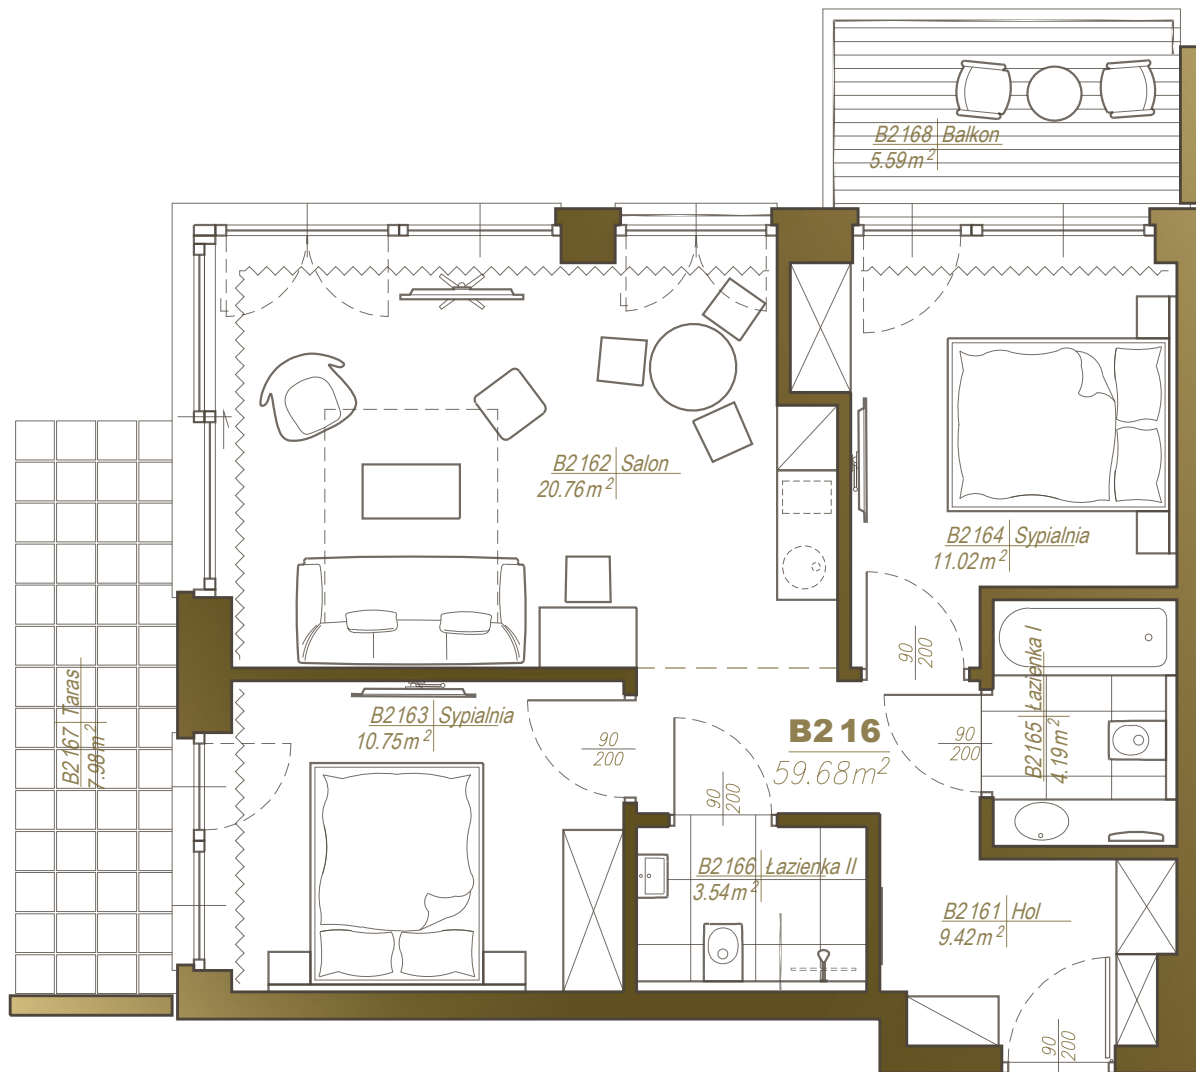 B2168 Balkon
5.59m²
B2162 Salon
20.76m²
B2164 Sypialnia
11.02m²
90
200
B2165 Łazienka I
4.19m²
B2167 Taras
7.98m²
B2163 Sypialnia
10.75m²
90
200
B2 16
59.68m²
90
200
90
200
B2166 Łazienka II
3.54m²
B2161 Hol
9.42m²
90
200